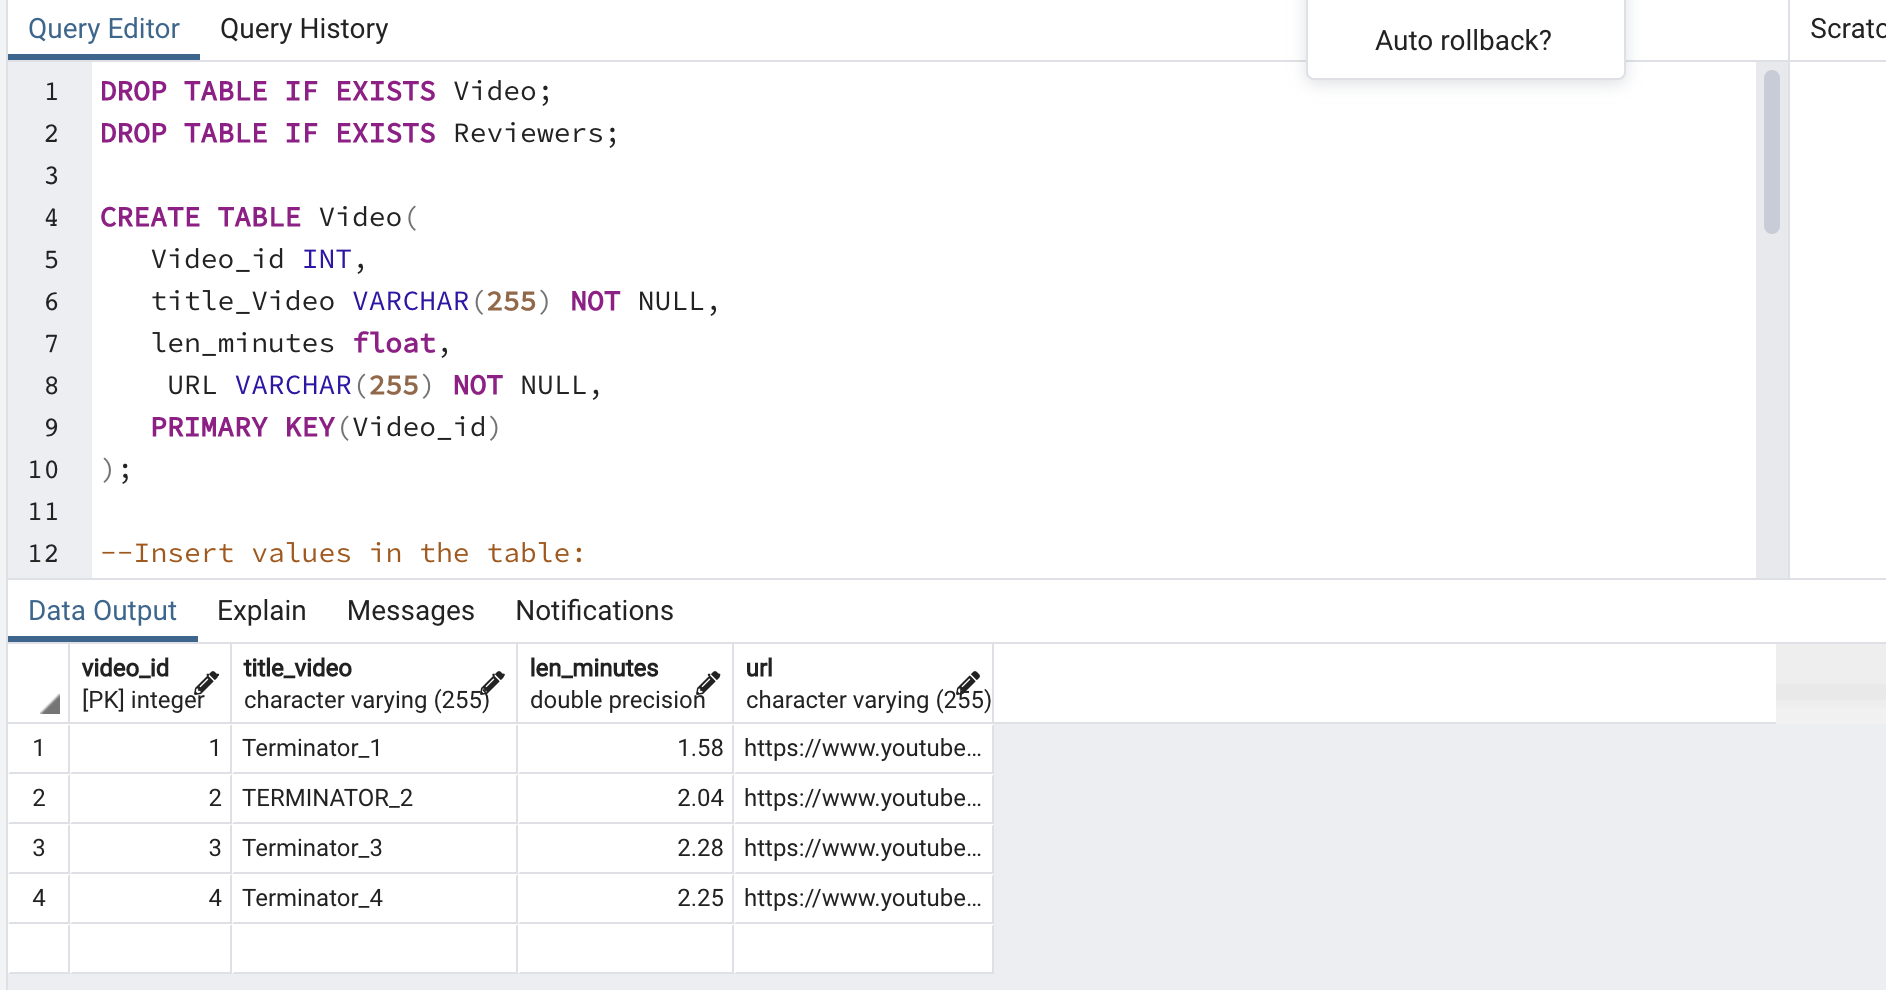 Query Editor Query History
Auto rollback?
Scratc
1 DROP TABLE IF EXISTS Video;
2 DROP TABLE IF EXISTS Reviewers;
3
4 CREATE TABLE Video(
5 Video_id INT,
6 title_Video VARCHAR(255) NOT NULL,
7 len_minutes float,
8 URL VARCHAR(255) NOT NULL,
9 PRIMARY KEY(Video_id)
10 );
11
12 --Insert values in the table:
Data Output Explain Messages Notifications
video_id title_video len_minutes url
[PK] integer character varying (255) double precision character varying (255)
1 1 Terminator_1 1.58 https://www.youtube...
2 2 TERMINATOR_2 2.04 https://www.youtube...
3 3 Terminator_3 2.28 https://www.youtube...
4 4 Terminator_4 2.25 https://www.youtube...